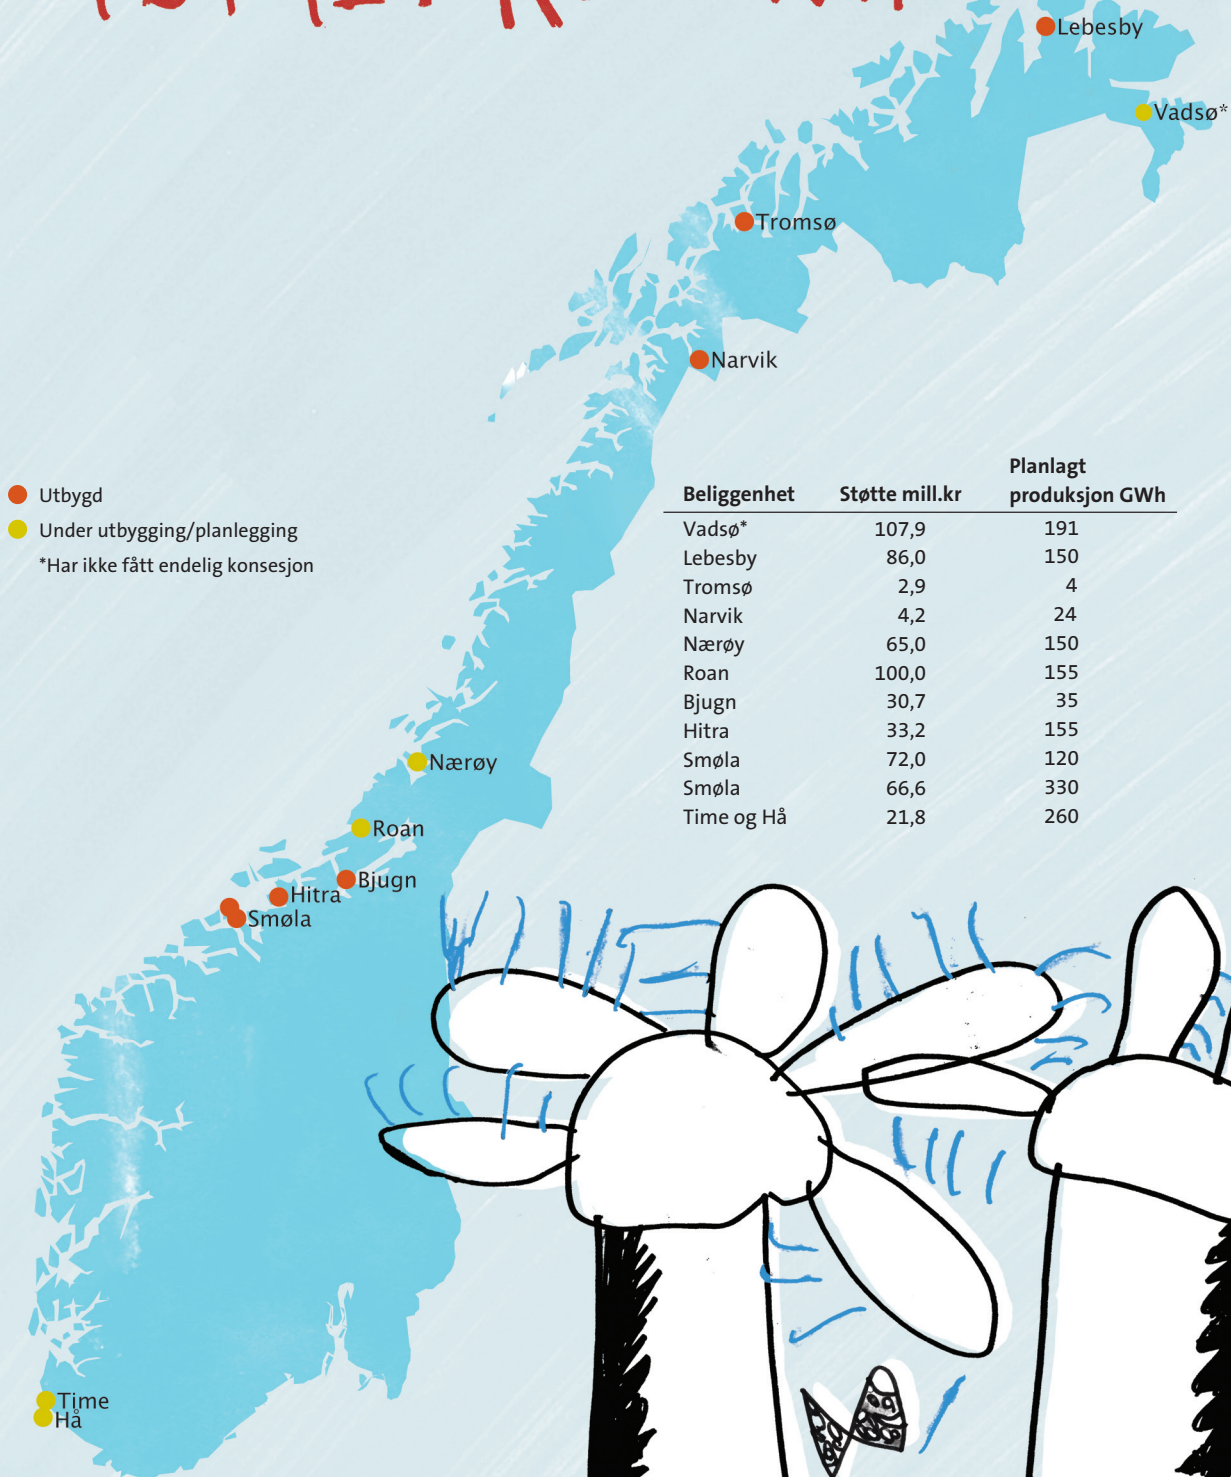 Lebesby
Vadsø*
Tromsø
Narvik
Utbygd
Under utbygging/planlegging
*Har ikke fått endelig konsesjon
Beliggenhet Støtte mill.kr Planlagt produksjon GWh
Vadsø* 107,9 191
Lebesby 86,0 150
Tromsø 2,9 4
Narvik 4,2 24
Nærøy 65,0 150
Roan 100,0 155
Bjugn 30,7 35
Hitra 33,2 155
Smøla 72,0 120
Smøla 66,6 330
Time og Hå 21,8 260
Nærøy
Roan
Bjugn
Hitra
Smøla
Time
Hå